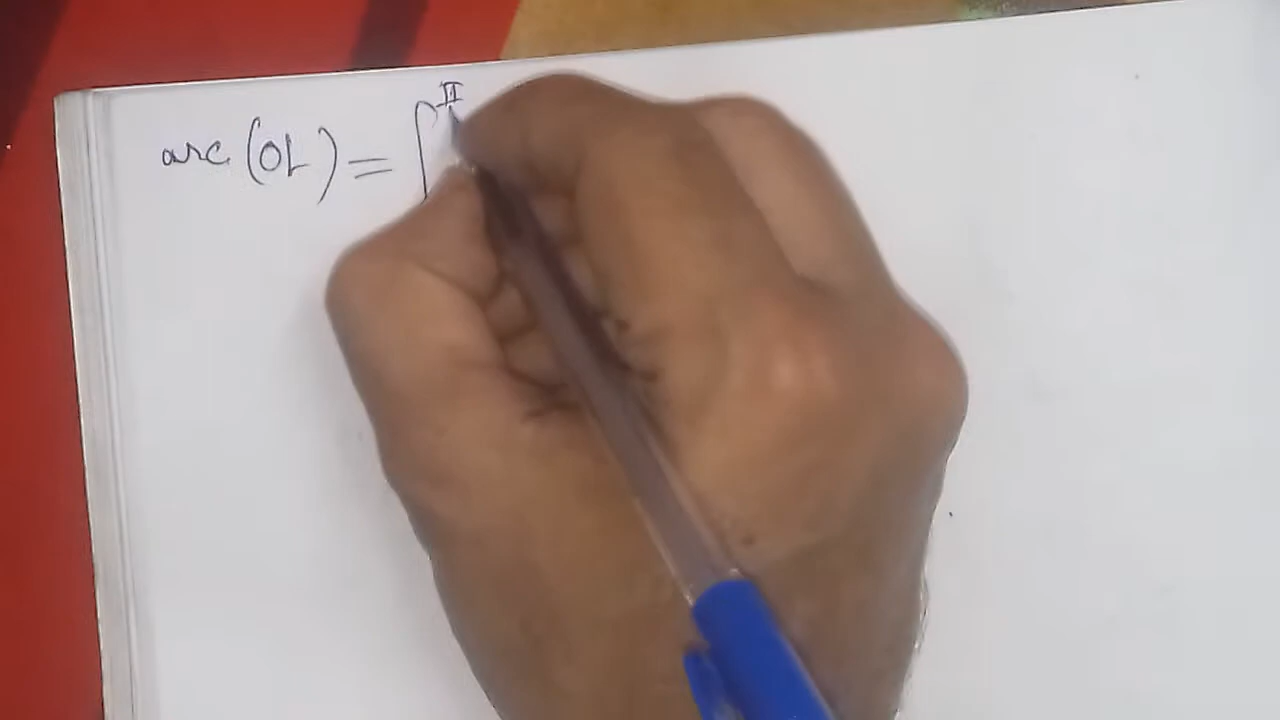 arc (OL) = ∫^π